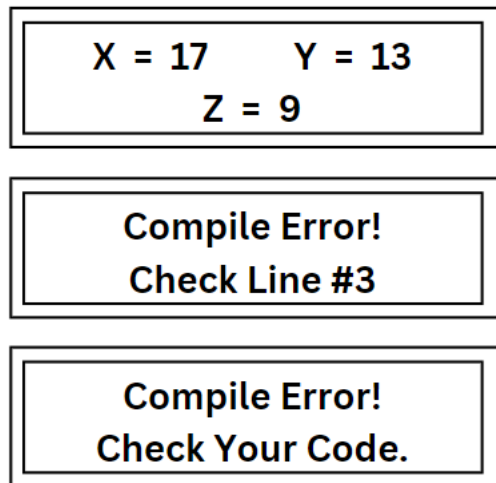 X = 17 Y = 13
Z = 9
Compile Error!
Check Line #3
Compile Error!
Check Your Code.